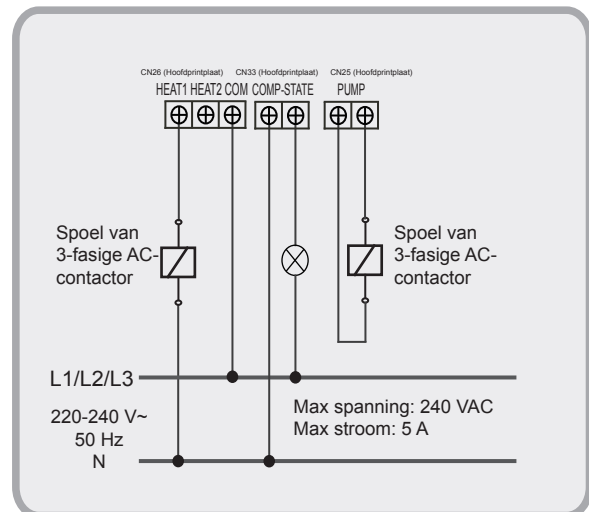 CN26 (Hoofdprintplaat) CN33 (Hoofdprintplaat) CN25 (Hoofdprintplaat)
HEAT1 HEAT2 COM COMP-STATE PUMP
Spoel van
3-fasige AC-
contactor
Spoel van
3-fasige AC-
contactor
L1/L2/L3
220-240 V~
50 Hz
N
Max spanning: 240 VAC
Max stroom: 5 A